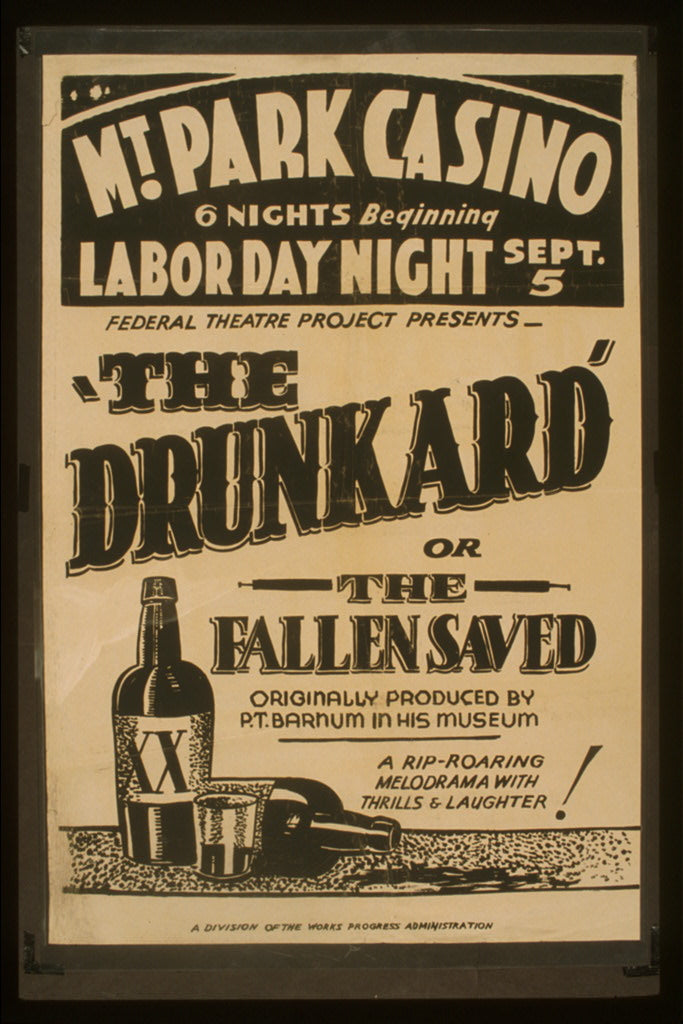 MT. PARK CASINO
6 NIGHTS Beginning
LABOR DAY NIGHT SEPT. 5
FEDERAL THEATRE PROJECT PRESENTS—
"THE
DRUNKARD"
OR
THE
FALLEN SAVED
ORIGINALLY PRODUCED BY
P.T. BARNUM IN HIS MUSEUM
A RIP-ROARING
MELODRAMA WITH
THRILLS & LAUGHTER!
XX
A DIVISION OF THE WORKS PROGRESS ADMINISTRATION